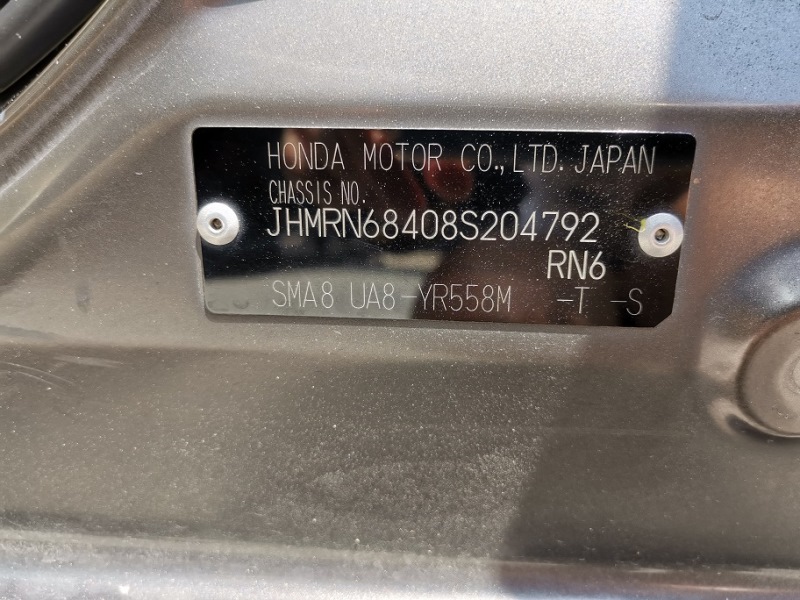 HONDA MOTOR CO.,LTD. JAPAN
CHASSIS NO.
JHMRN68408S204792
RN6
SMA8 UA8-YR558M -T -S